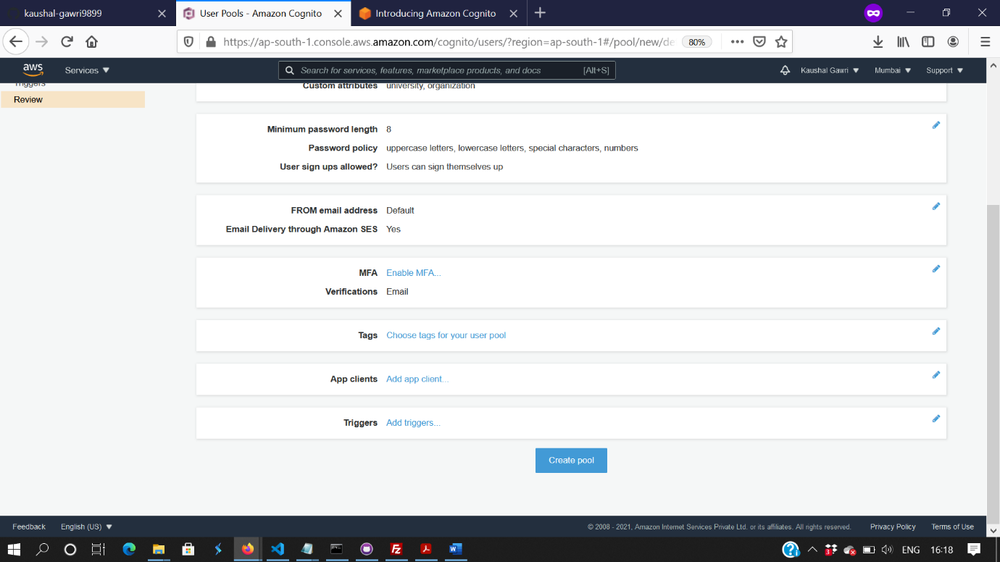 kaushal-gawri9899
User Pools - Amazon Cognito
Introducing Amazon Cognito
https://ap-south-1.console.aws.amazon.com/cognito/users/?region=ap-south-1#/pool/new/de
80%
aws
Services
Search for services, features, marketplace products, and docs
[Alt+S]
Kaushal Gawri
Mumbai
Support
Triggers
Review
Custom attributes university, organization
Minimum password length 8
Password policy uppercase letters, lowercase letters, special characters, numbers
User sign ups allowed? Users can sign themselves up
FROM email address Default
Email Delivery through Amazon SES Yes
MFA Enable MFA...
Verifications Email
Tags Choose tags for your user pool
App clients Add app client...
Triggers Add triggers...
Create pool
Feedback
English (US)
© 2008 - 2021, Amazon Internet Services Private Ltd. or its affiliates. All rights reserved.
Privacy Policy
Terms of Use
3
ENG
16:18